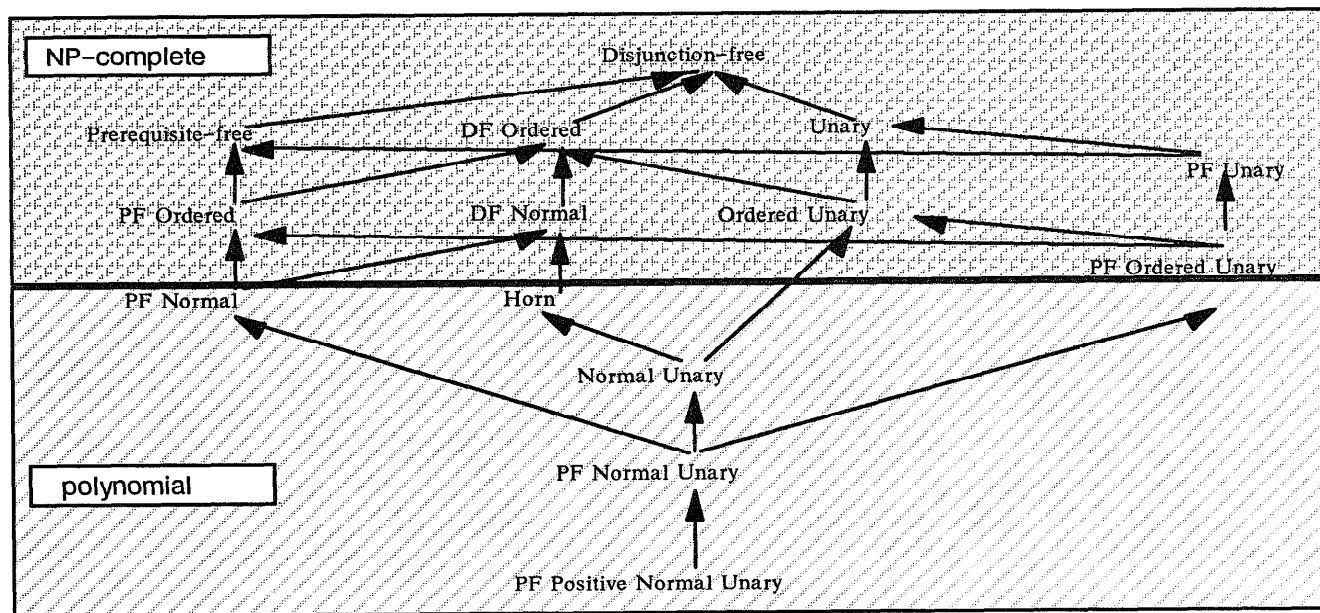 NP-complete
Disjunction-free
Prerequisite-free
DF Ordered
Unary
PF Unary
PF Ordered
DF Normal
Ordered Unary
PF Ordered Unary
PF Normal
Horn
Normal Unary
PF Normal Unary
polynomial
PF Positive Normal Unary